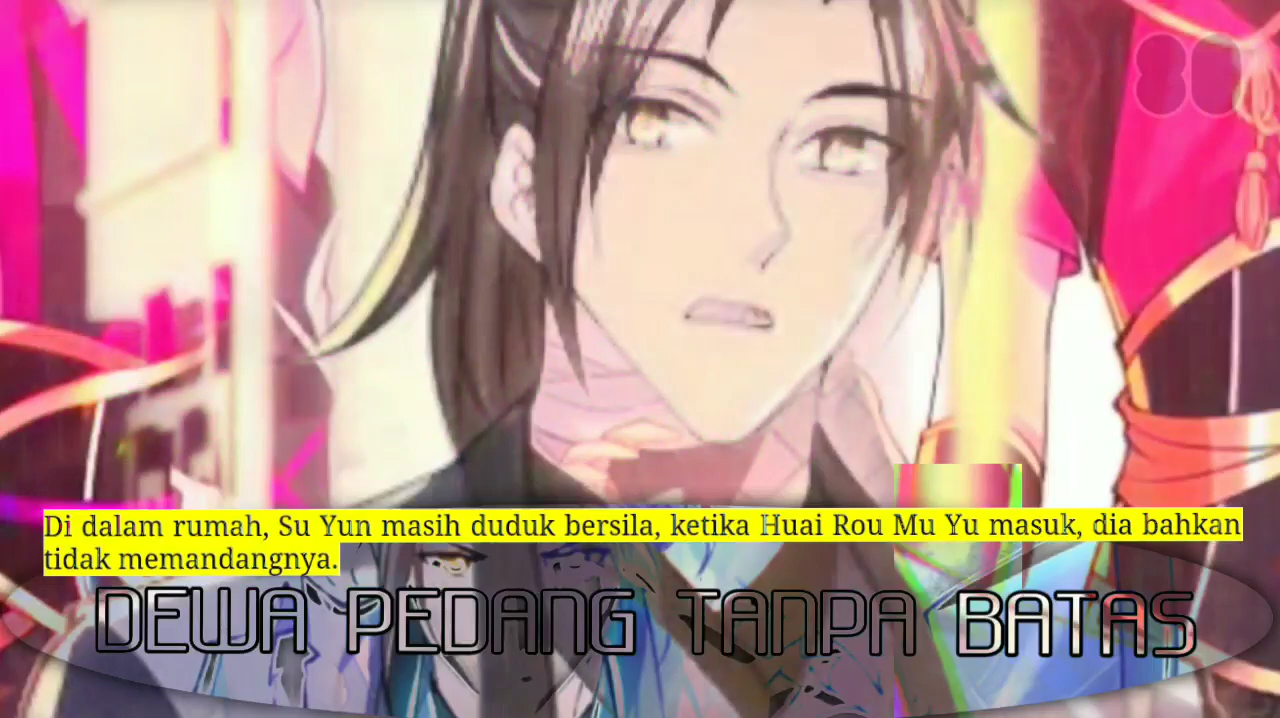 80
Di dalam rumah, Su Yun masih duduk bersila, ketika Huai Rou Mu Yu masuk, dia bahkan
tidak memandangnya.
DEWA PEDANG TANPA BATAS